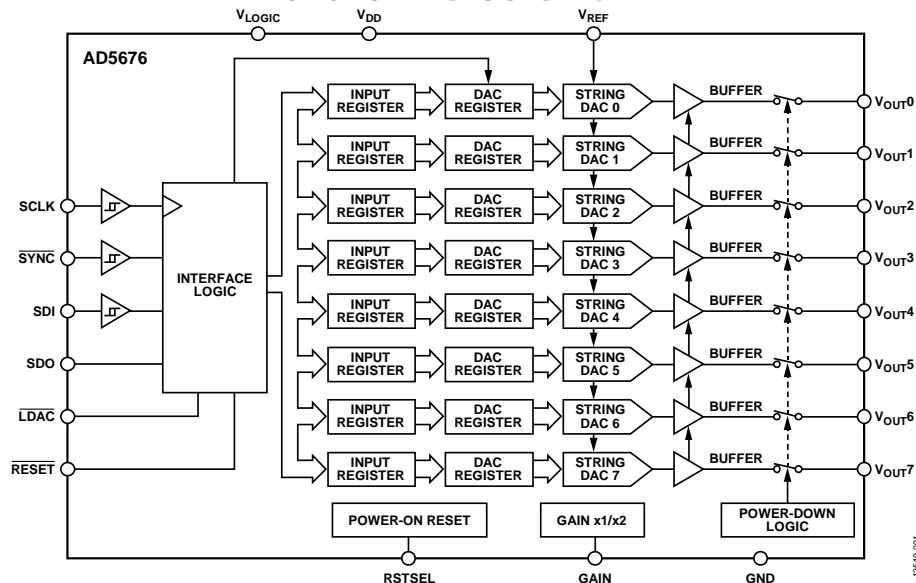 VLOGIC
VDD
VREF
AD5676
INPUT REGISTER
DAC REGISTER
STRING DAC 0
BUFFER
VOUT0
INPUT REGISTER
DAC REGISTER
STRING DAC 1
BUFFER
VOUT1
SCLK
INPUT REGISTER
DAC REGISTER
STRING DAC 2
BUFFER
VOUT2
SYNC
INTERFACE LOGIC
INPUT REGISTER
DAC REGISTER
STRING DAC 3
BUFFER
VOUT3
SDI
INPUT REGISTER
DAC REGISTER
STRING DAC 4
BUFFER
VOUT4
SDO
INPUT REGISTER
DAC REGISTER
STRING DAC 5
BUFFER
VOUT5
LDAC
INPUT REGISTER
DAC REGISTER
STRING DAC 6
BUFFER
VOUT6
RESET
INPUT REGISTER
DAC REGISTER
STRING DAC 7
BUFFER
VOUT7
POWER-ON RESET
GAIN x1/x2
POWER-DOWN LOGIC
RSTSEL
GAIN
GND